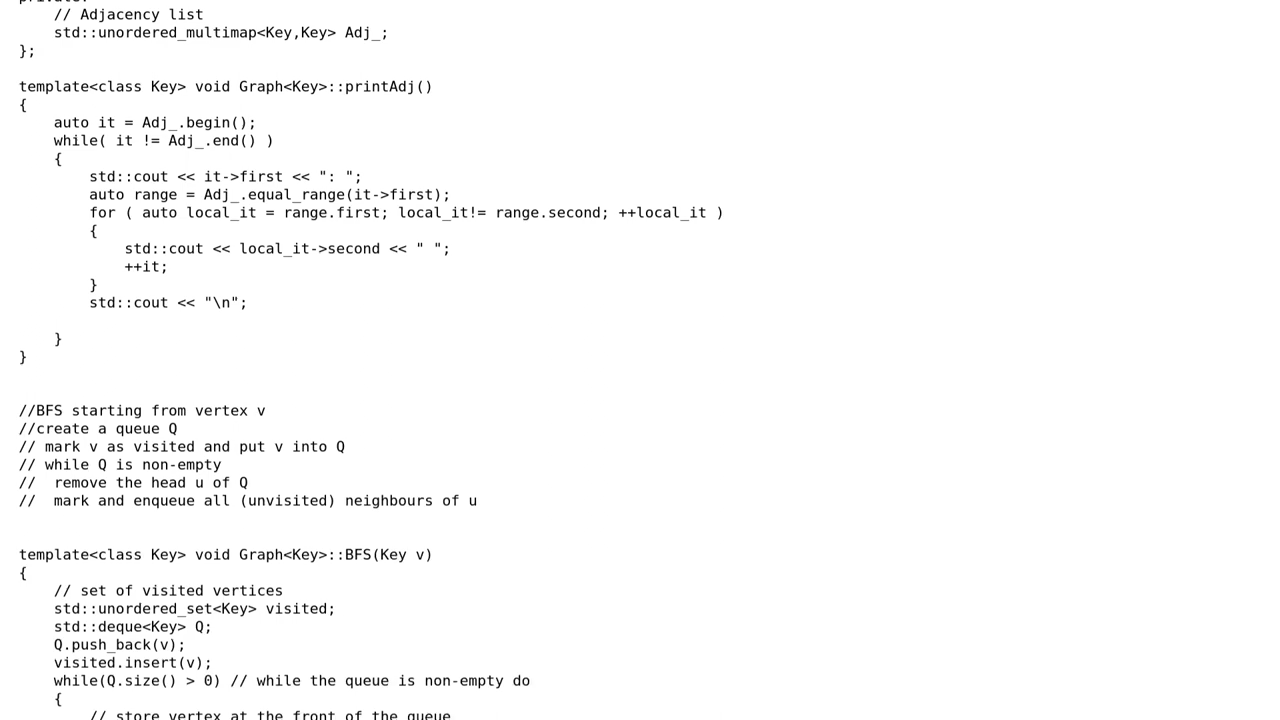 private:
    // Adjacency list
    std::unordered_multimap<Key,Key> Adj_;
};
template<class Key> void Graph<Key>::printAdj()
{
    auto it = Adj_.begin();
    while( it != Adj_.end() )
    {
        std::cout << it->first << ": ";
        auto range = Adj_.equal_range(it->first);
        for ( auto local_it = range.first; local_it!= range.second; ++local_it )
        {
            std::cout << local_it->second << " ";
            ++it;
        }
        std::cout << "\n";
    }
}
//BFS starting from vertex v
//create a queue Q
// mark v as visited and put v into Q
// while Q is non-empty
//  remove the head u of Q
//  mark and enqueue all (unvisited) neighbours of u
template<class Key> void Graph<Key>::BFS(Key v)
{
    // set of visited vertices
    std::unordered_set<Key> visited;
    std::deque<Key> Q;
    Q.push_back(v);
    visited.insert(v);
    while(Q.size() > 0) // while the queue is non-empty do
    {
        // store vertex at the front of the queue